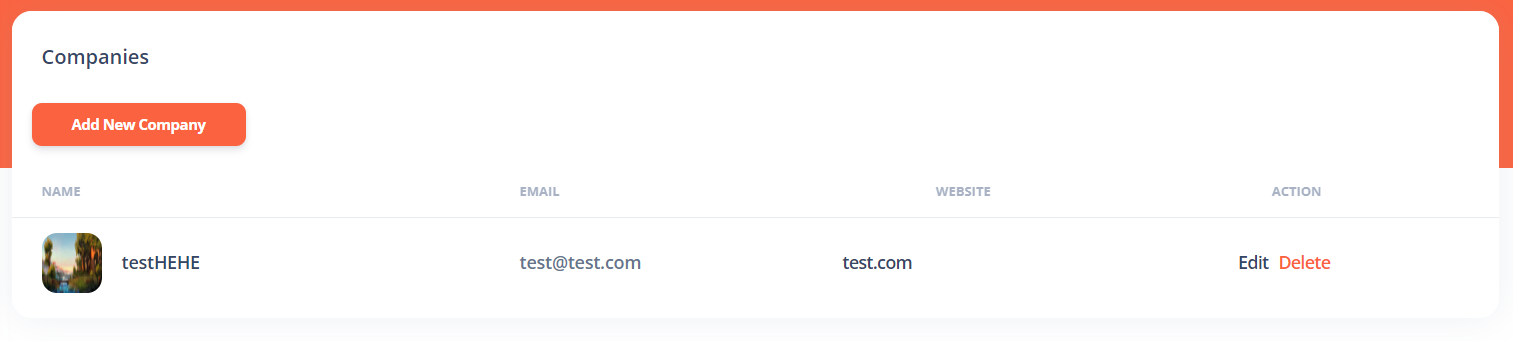 Companies
Add New Company
NAME EMAIL WEBSITE ACTION
testHEHE test@test.com test.com Edit Delete